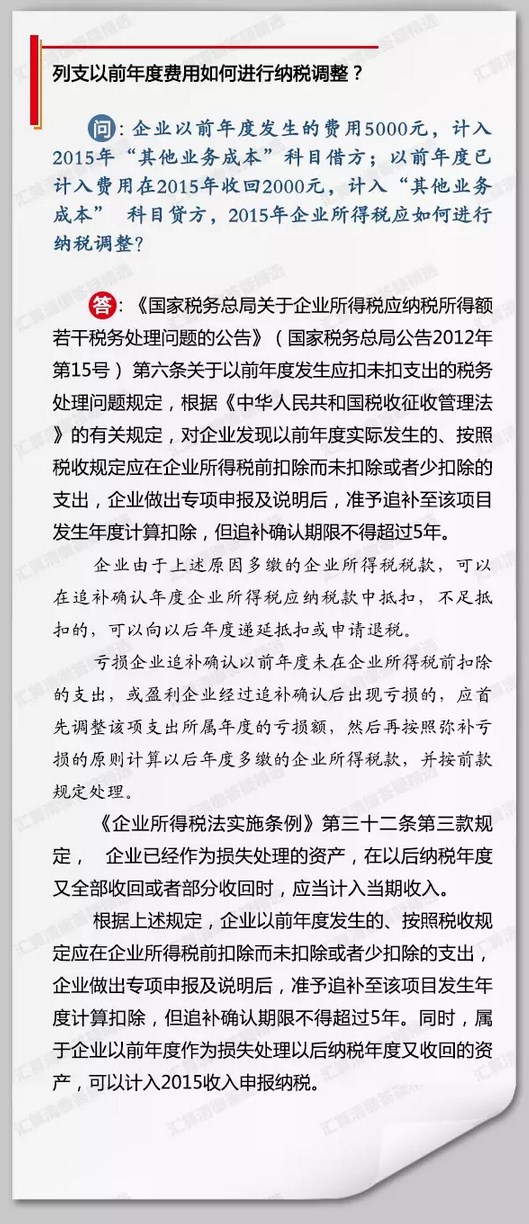 列支以前年度费用如何进行纳税调整？
问：企业以前年度发生的费用5000元，计入
2015年“其他业务成本”科目借方；以前年度已
计入费用在2015年收回2000元，计入“其他业务
成本” 科目贷方，2015年企业所得税应如何进行
纳税调整？
答：《国家税务总局关于企业所得税应纳税所得额
若干税务处理问题的公告》（国家税务总局公告2012年
第15号）第六条关于以前年度发生应扣未扣支出的税务
处理问题规定，根据《中华人民共和国税收征收管理法
》的有关规定，对企业发现以前年度实际发生的、按照
税收规定应在企业所得税前扣除而未扣除或者少扣除的
支出，企业做出专项申报及说明后，准予追补至该项目
发生年度计算扣除，但追补确认期限不得超过5年。
企业由于上述原因多缴的企业所得税税款，可以
在追补确认年度企业所得税应纳税款中抵扣，不足抵
扣的，可以向以后年度递延抵扣或申请退税。
亏损企业追补确认以前年度未在企业所得税前扣除
的支出，或盈利企业经过追补确认后出现亏损的，应首
先调整该项支出所属年度的亏损额，然后再按照弥补亏
损的原则计算以后年度多缴的企业所得税款，并按前款
规定处理。
《企业所得税法实施条例》第三十二条第三款规
定， 企业已经作为损失处理的资产，在以后纳税年度
又全部收回或者部分收回时，应当计入当期收入。
根据上述规定，企业以前年度发生的、按照税收规
定应在企业所得税前扣除而未扣除或者少扣除的支出，
企业做出专项申报及说明后，准予追补至该项目发生年
度计算扣除，但追补确认期限不得超过5年。同时，属
于企业以前年度作为损失处理以后纳税年度又收回的资
产，可以计入2015收入申报纳税。